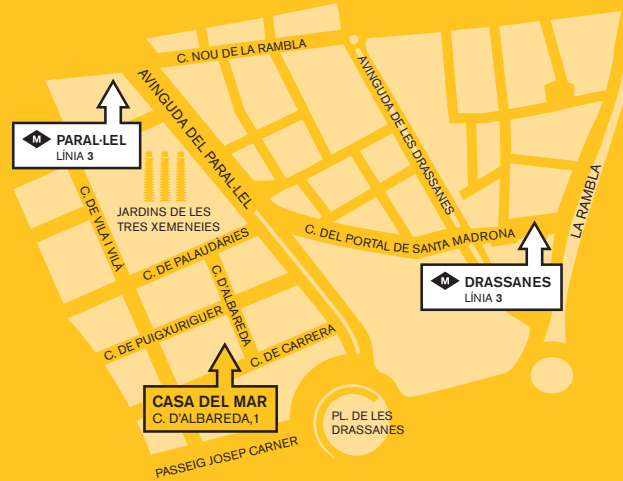 C. NOU DE LA RAMBLA
AVINGUDA DEL PARAL·LEL
AVINGUDA DE LES DRASSANES
M PARAL·LEL
LÍNIA 3
C. DE VILA I VILÀ
JARDINS DE LES
TRES XEMENEIES
LA RAMBLA
C. DEL PORTAL DE SANTA MADRONA
C. DE PALAUDÀRIES
C. D'ALBAREDA
M DRASSANES
LÍNIA 3
C. DE PUIGXURIGUER
C. DE CARRERA
CASA DEL MAR
C. D'ALBAREDA,1
PL. DE LES
DRASSANES
PASSEIG JOSEP CARNER